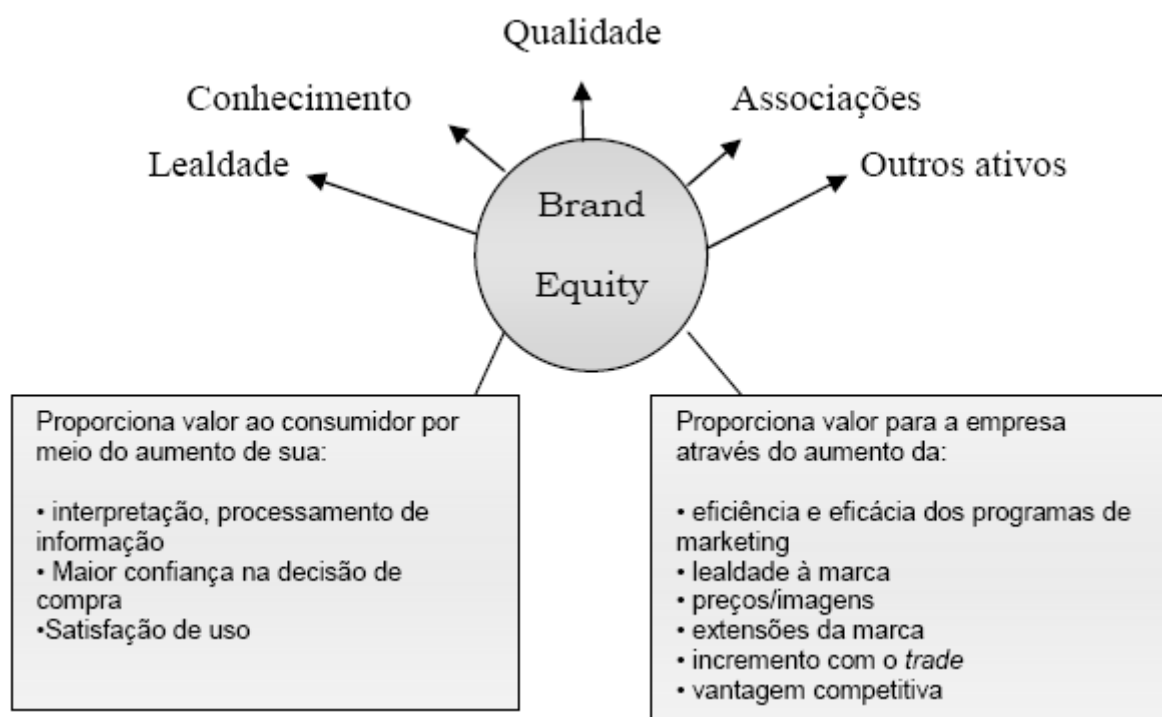 Qualidade
Conhecimento
Associações
Lealdade
Outros ativos
Brand
Equity
Proporciona valor ao consumidor por
meio do aumento de sua:
• interpretação, processamento de
informação
• Maior confiança na decisão de
compra
•Satisfação de uso
Proporciona valor para a empresa
através do aumento da:
• eficiência e eficácia dos programas de
marketing
• lealdade à marca
• preços/imagens
• extensões da marca
• incremento com o trade
• vantagem competitiva